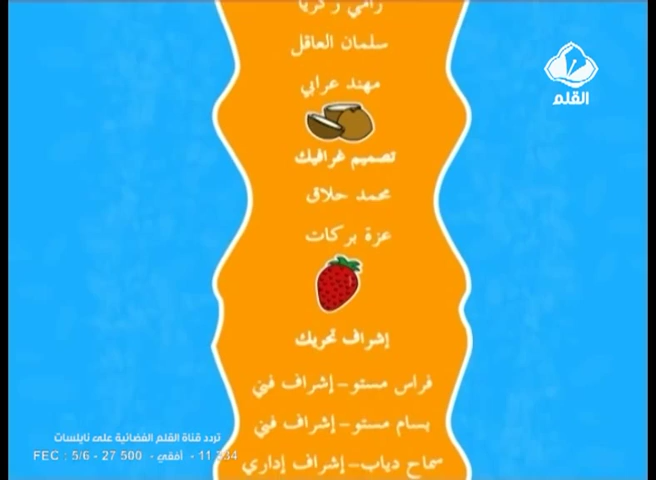 رامي زكريا
سلمان العاقل
مهند عرابي
القلم
تصميم غرافيك
محمد حلاق
عزة بركات
إشراف تحريك
فراس مستو - إشراف فني
بسام مستو - إشراف فني
سماح دياب - إشراف إداري
تردد قناة القلم الفضائية على نايلسات
FEC : 5/6 - 27 500 - أفقي - 11 334